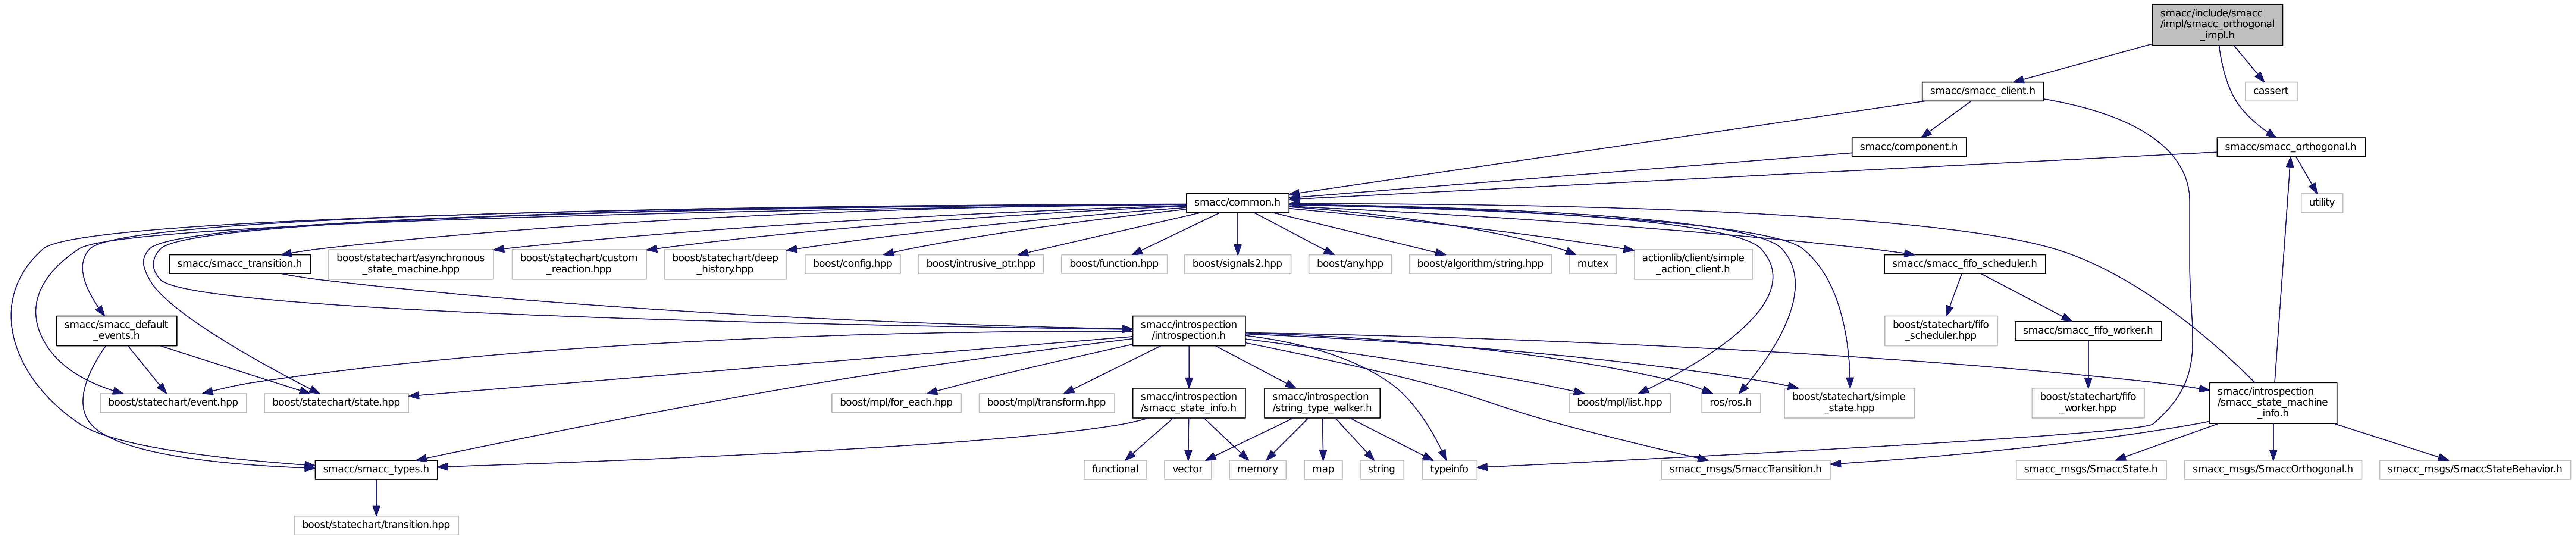 smacc/include/smacc
/impl/smacc_orthogonal
_impl.h
smacc/smacc_client.h
cassert
smacc/component.h
smacc/smacc_orthogonal.h
smacc/common.h
utility
smacc/smacc_transition.h
boost/statechart/asynchronous
_state_machine.hpp
boost/statechart/custom
_reaction.hpp
boost/statechart/deep
_history.hpp
boost/config.hpp
boost/intrusive_ptr.hpp
boost/function.hpp
boost/signals2.hpp
boost/any.hpp
boost/algorithm/string.hpp
mutex
actionlib/client/simple
_action_client.h
smacc/smacc_fifo_scheduler.h
smacc/smacc_default
_events.h
smacc/introspection
/introspection.h
boost/statechart/fifo
_scheduler.hpp
smacc/smacc_fifo_worker.h
boost/statechart/event.hpp
boost/statechart/state.hpp
boost/mpl/for_each.hpp
boost/mpl/transform.hpp
smacc/introspection
/smacc_state_info.h
smacc/introspection
/string_type_walker.h
boost/mpl/list.hpp
ros/ros.h
boost/statechart/simple
_state.hpp
boost/statechart/fifo
_worker.hpp
smacc/introspection
/smacc_state_machine
_info.h
smacc/smacc_types.h
functional
vector
memory
map
string
typeinfo
smacc_msgs/SmaccTransition.h
smacc_msgs/SmaccState.h
smacc_msgs/SmaccOrthogonal.h
smacc_msgs/SmaccStateBehavior.h
boost/statechart/transition.hpp